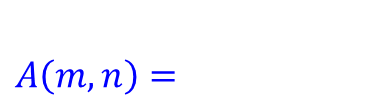 A(m, n) =